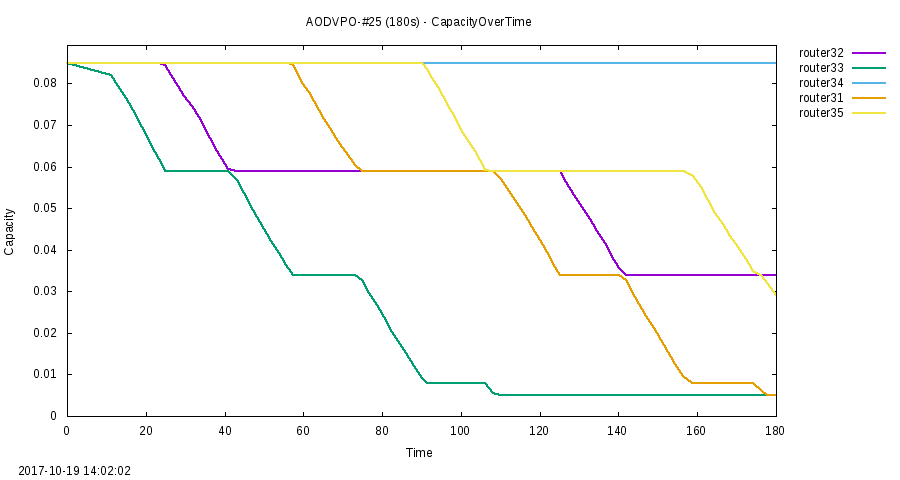 AODVPO-#25 (180s) - CapacityOverTime
router32
router33
router34
router31
router35
0.08
0.07
0.06
0.05
0.04
0.03
0.02
0.01
0
Capacity
0 20 40 60 80 100 120 140 160 180
Time
2017-10-19 14:02:02